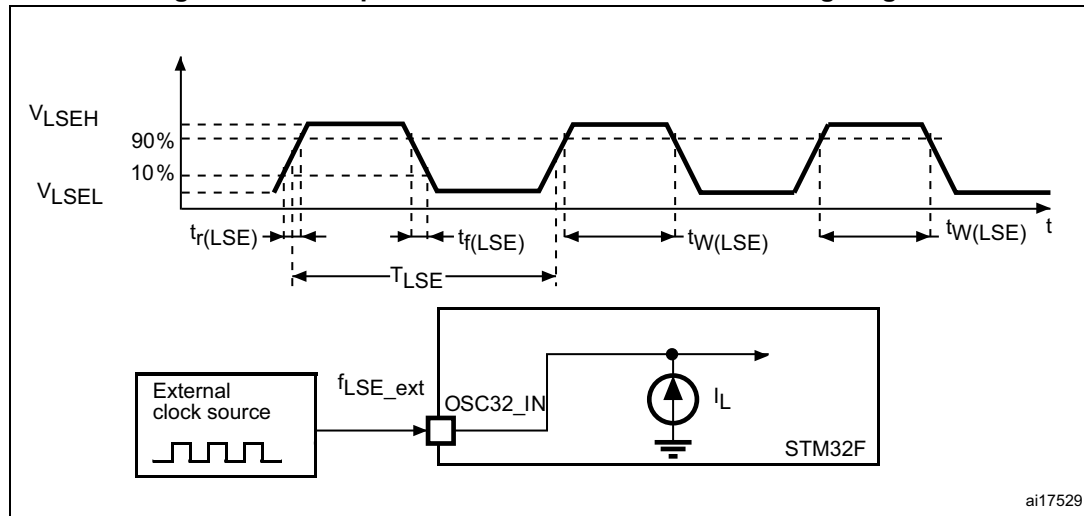 VLSEH
90%
10%
VLSEL
tr(LSE)
tf(LSE)
tW(LSE)
tW(LSE)
t
TLSE
External
clock source
fLSE_ext
OSC32_IN
IL
STM32F
ai17529